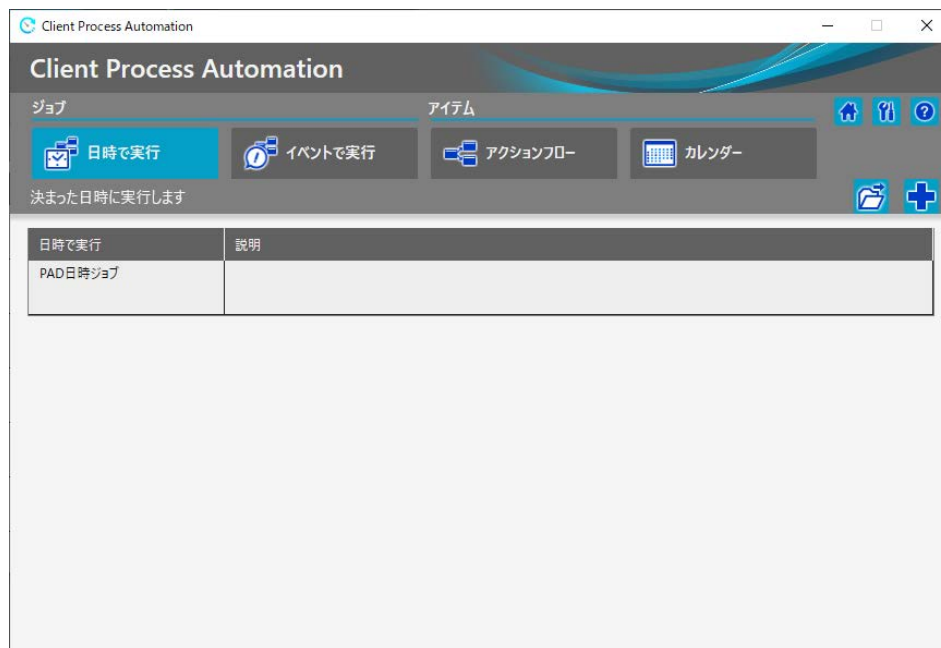 Client Process Automation
Client Process Automation
ジョブ アイテム
日時で実行 イベントで実行 アクションフロー カレンダー
決まった日時に実行します
日時で実行 説明
PAD日時ジョブ